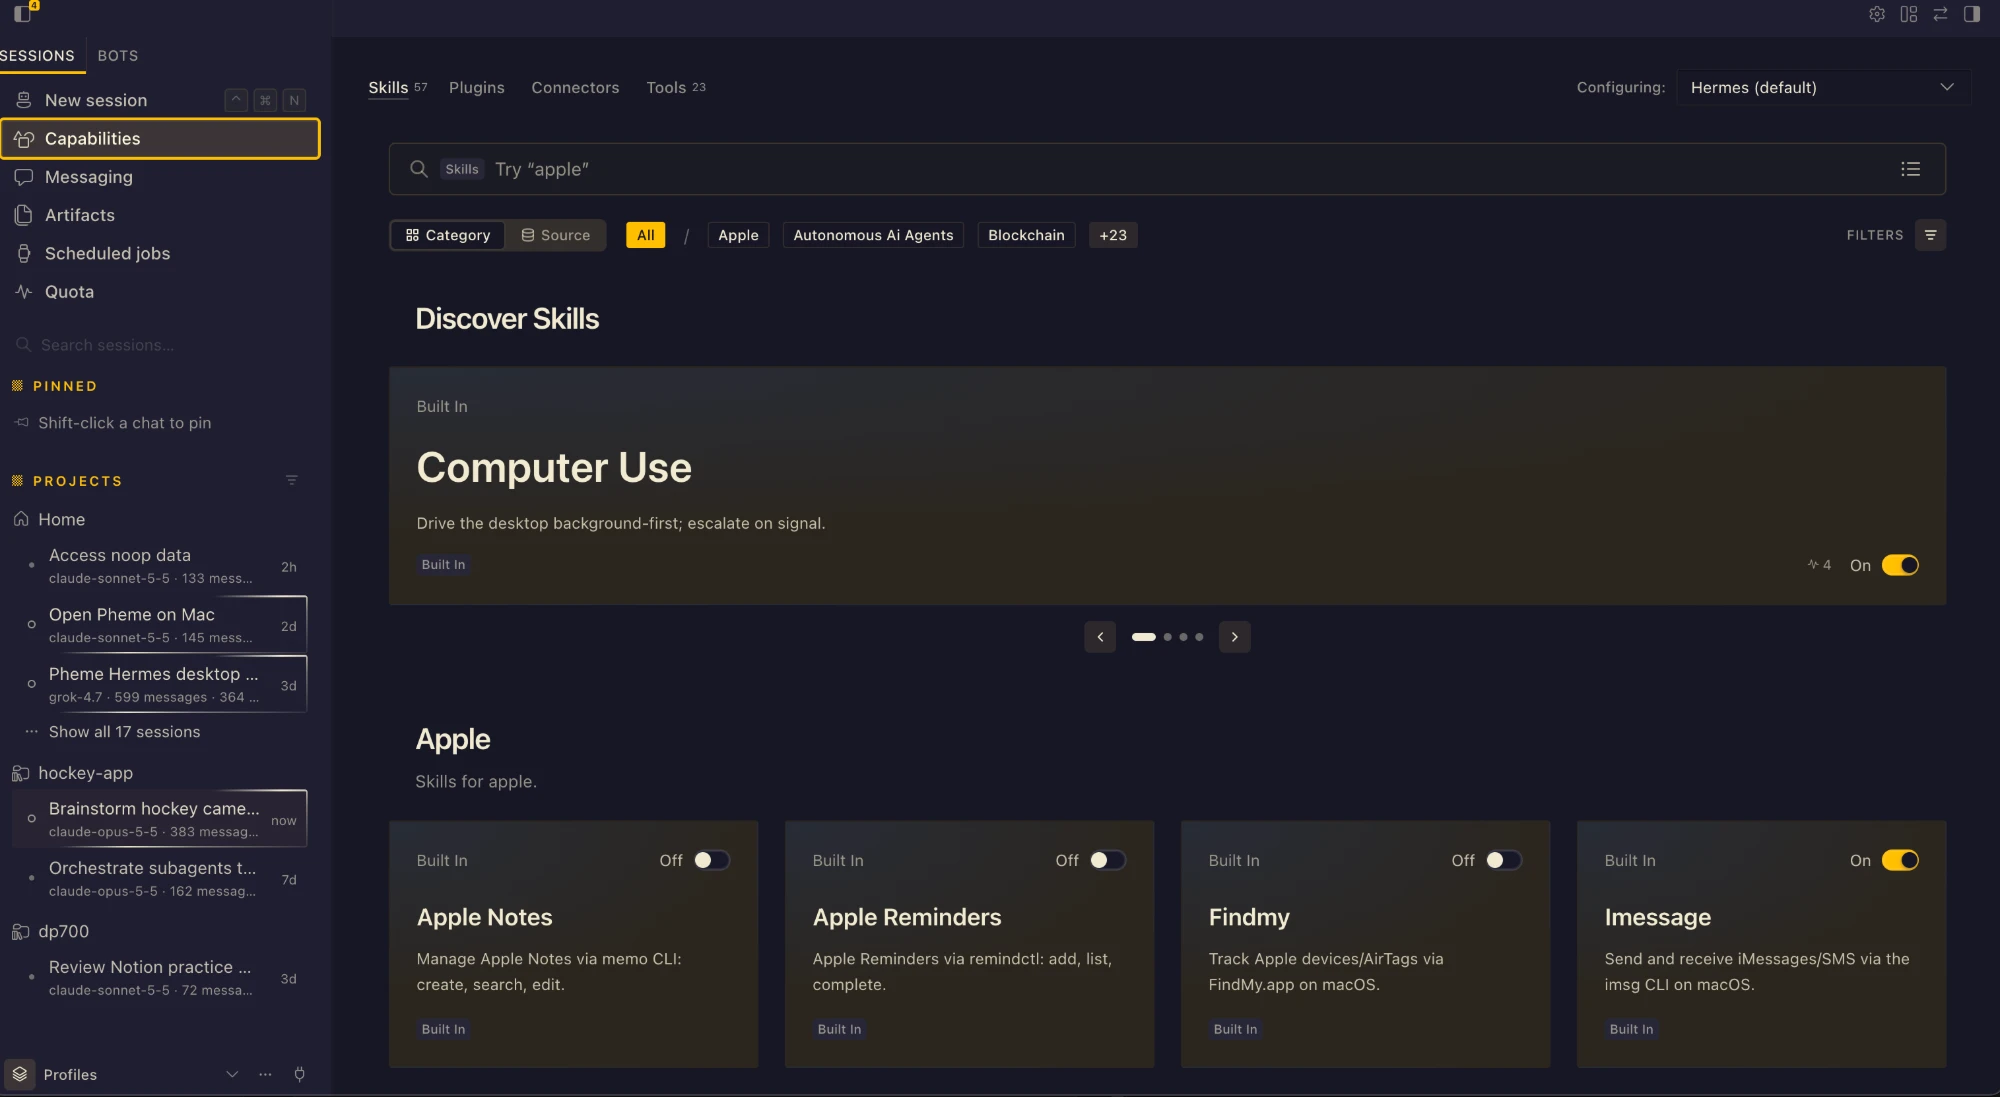 4
SESSIONS
BOTS
New session
^ ⌘ N
Capabilities
Messaging
Artifacts
Scheduled jobs
Quota
Search sessions...
PINNED
Shift-click a chat to pin
PROJECTS
Home
Access noop data
claude-sonnet-5-5 · 133 mess...
2h
Open Pheme on Mac
claude-sonnet-5-5 · 145 mess...
2d
Pheme Hermes desktop ...
grok-4.7 · 599 messages · 364 ...
3d
Show all 17 sessions
hockey-app
Brainstorm hockey came...
claude-opus-5-5 · 383 messag...
now
Orchestrate subagents t...
claude-opus-5-5 · 162 messag...
7d
dp700
Review Notion practice ...
claude-sonnet-5-5 · 72 messa...
3d
Profiles
Skills 57
Plugins
Connectors
Tools 23
Configuring:
Hermes (default)
Skills
Try “apple”
Category
Source
All
/
Apple
Autonomous Ai Agents
Blockchain
+23
FILTERS
Discover Skills
Built In
Computer Use
Drive the desktop background-first; escalate on signal.
Built In
4
On
Apple
Skills for apple.
Built In
Off
Apple Notes
Manage Apple Notes via memo CLI:
create, search, edit.
Built In
Built In
Off
Apple Reminders
Apple Reminders via remindctl: add, list,
complete.
Built In
Built In
Off
Findmy
Track Apple devices/AirTags via
FindMy.app on macOS.
Built In
Built In
On
Imessage
Send and receive iMessages/SMS via the
imsg CLI on macOS.
Built In